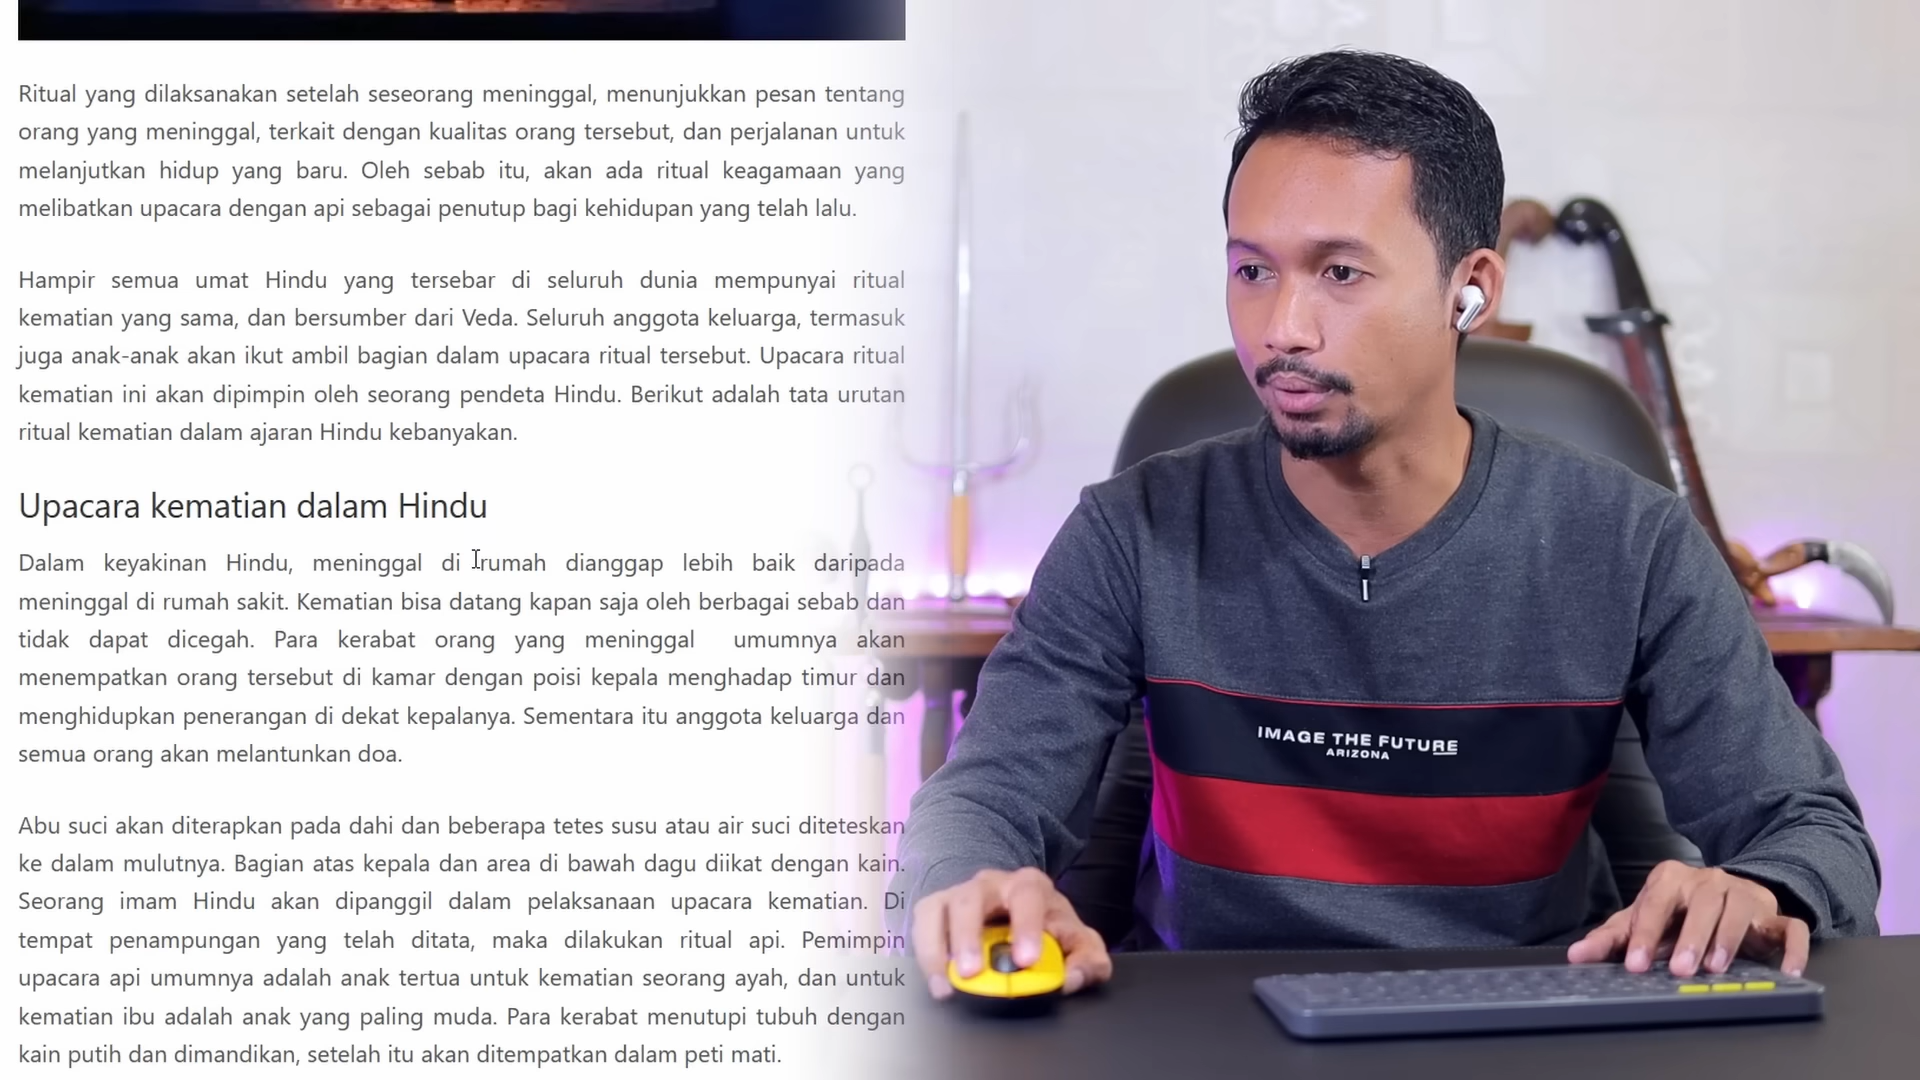 Ritual yang dilaksanakan setelah seseorang meninggal, menunjukkan pesan tentang
orang yang meninggal, terkait dengan kualitas orang tersebut, dan perjalanan untuk
melanjutkan hidup yang baru. Oleh sebab itu, akan ada ritual keagamaan yang
melibatkan upacara dengan api sebagai penutup bagi kehidupan yang telah lalu.
Hampir semua umat Hindu yang tersebar di seluruh dunia mempunyai ritual
kematian yang sama, dan bersumber dari Veda. Seluruh anggota keluarga, termasuk
juga anak-anak akan ikut ambil bagian dalam upacara ritual tersebut. Upacara ritual
kematian ini akan dipimpin oleh seorang pendeta Hindu. Berikut adalah tata urutan
ritual kematian dalam ajaran Hindu kebanyakan.
Upacara kematian dalam Hindu
Dalam keyakinan Hindu, meninggal di rumah dianggap lebih baik daripada
meninggal di rumah sakit. Kematian bisa datang kapan saja oleh berbagai sebab dan
tidak dapat dicegah. Para kerabat orang yang meninggal umumnya akan
menempatkan orang tersebut di kamar dengan poisi kepala menghadap timur dan
menghidupkan penerangan di dekat kepalanya. Sementara itu anggota keluarga dan
semua orang akan melantunkan doa.
Abu suci akan diterapkan pada dahi dan beberapa tetes susu atau air suci diteteskan
ke dalam mulutnya. Bagian atas kepala dan area di bawah dagu diikat dengan kain.
Seorang imam Hindu akan dipanggil dalam pelaksanaan upacara kematian. Di
tempat penampungan yang telah ditata, maka dilakukan ritual api. Pemimpin
upacara api umumnya adalah anak tertua untuk kematian seorang ayah, dan untuk
kematian ibu adalah anak yang paling muda. Para kerabat menutupi tubuh dengan
kain putih dan dimandikan, setelah itu akan ditempatkan dalam peti mati.
IMAGE THE FUTURE
ARIZONA